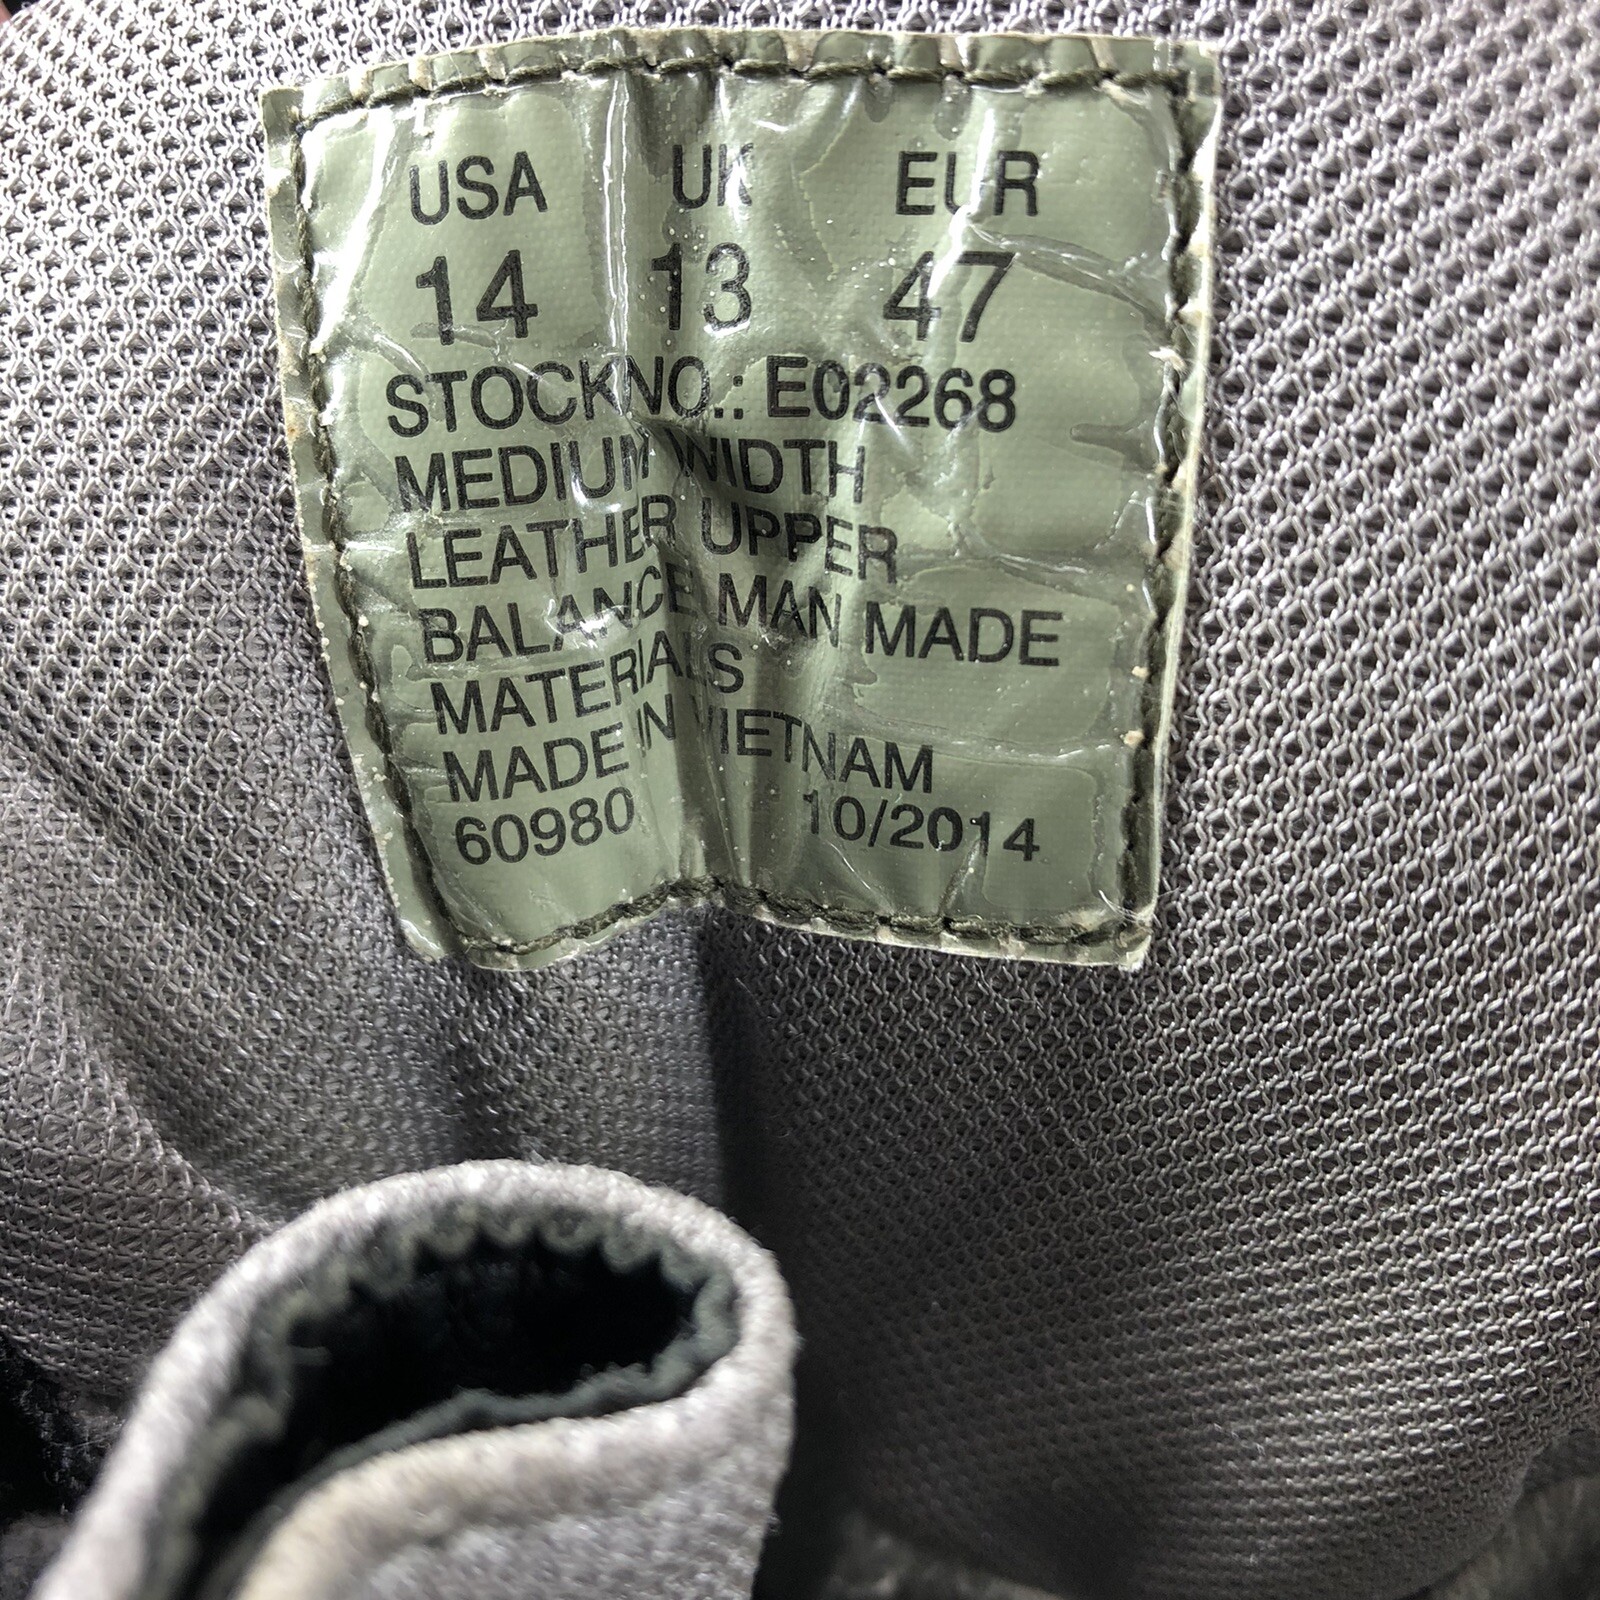 USA UK EUR
14 13 47
STOCKNO.: E02268
MEDIUM WIDTH
LEATHER UPPER
BALANCE MAN MADE
MATERIALS
MADE IN VIETNAM
60980 10/2014